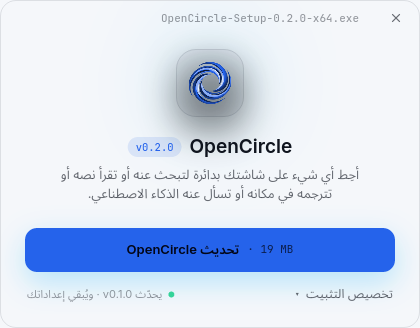 OpenCircle-Setup-0.2.0-x64.exe
OpenCircle v0.2.0
أحِط أي شيء على شاشتك بدائرة لتبحث عنه أو تقرأ نصه أو
تترجمه في مكانه أو تسأل عنه الذكاء الاصطناعي.
تحديث OpenCircle · 19 MB
تخصيص التثبيت
يحدّث v0.1.0 · ويُبقي إعداداتك